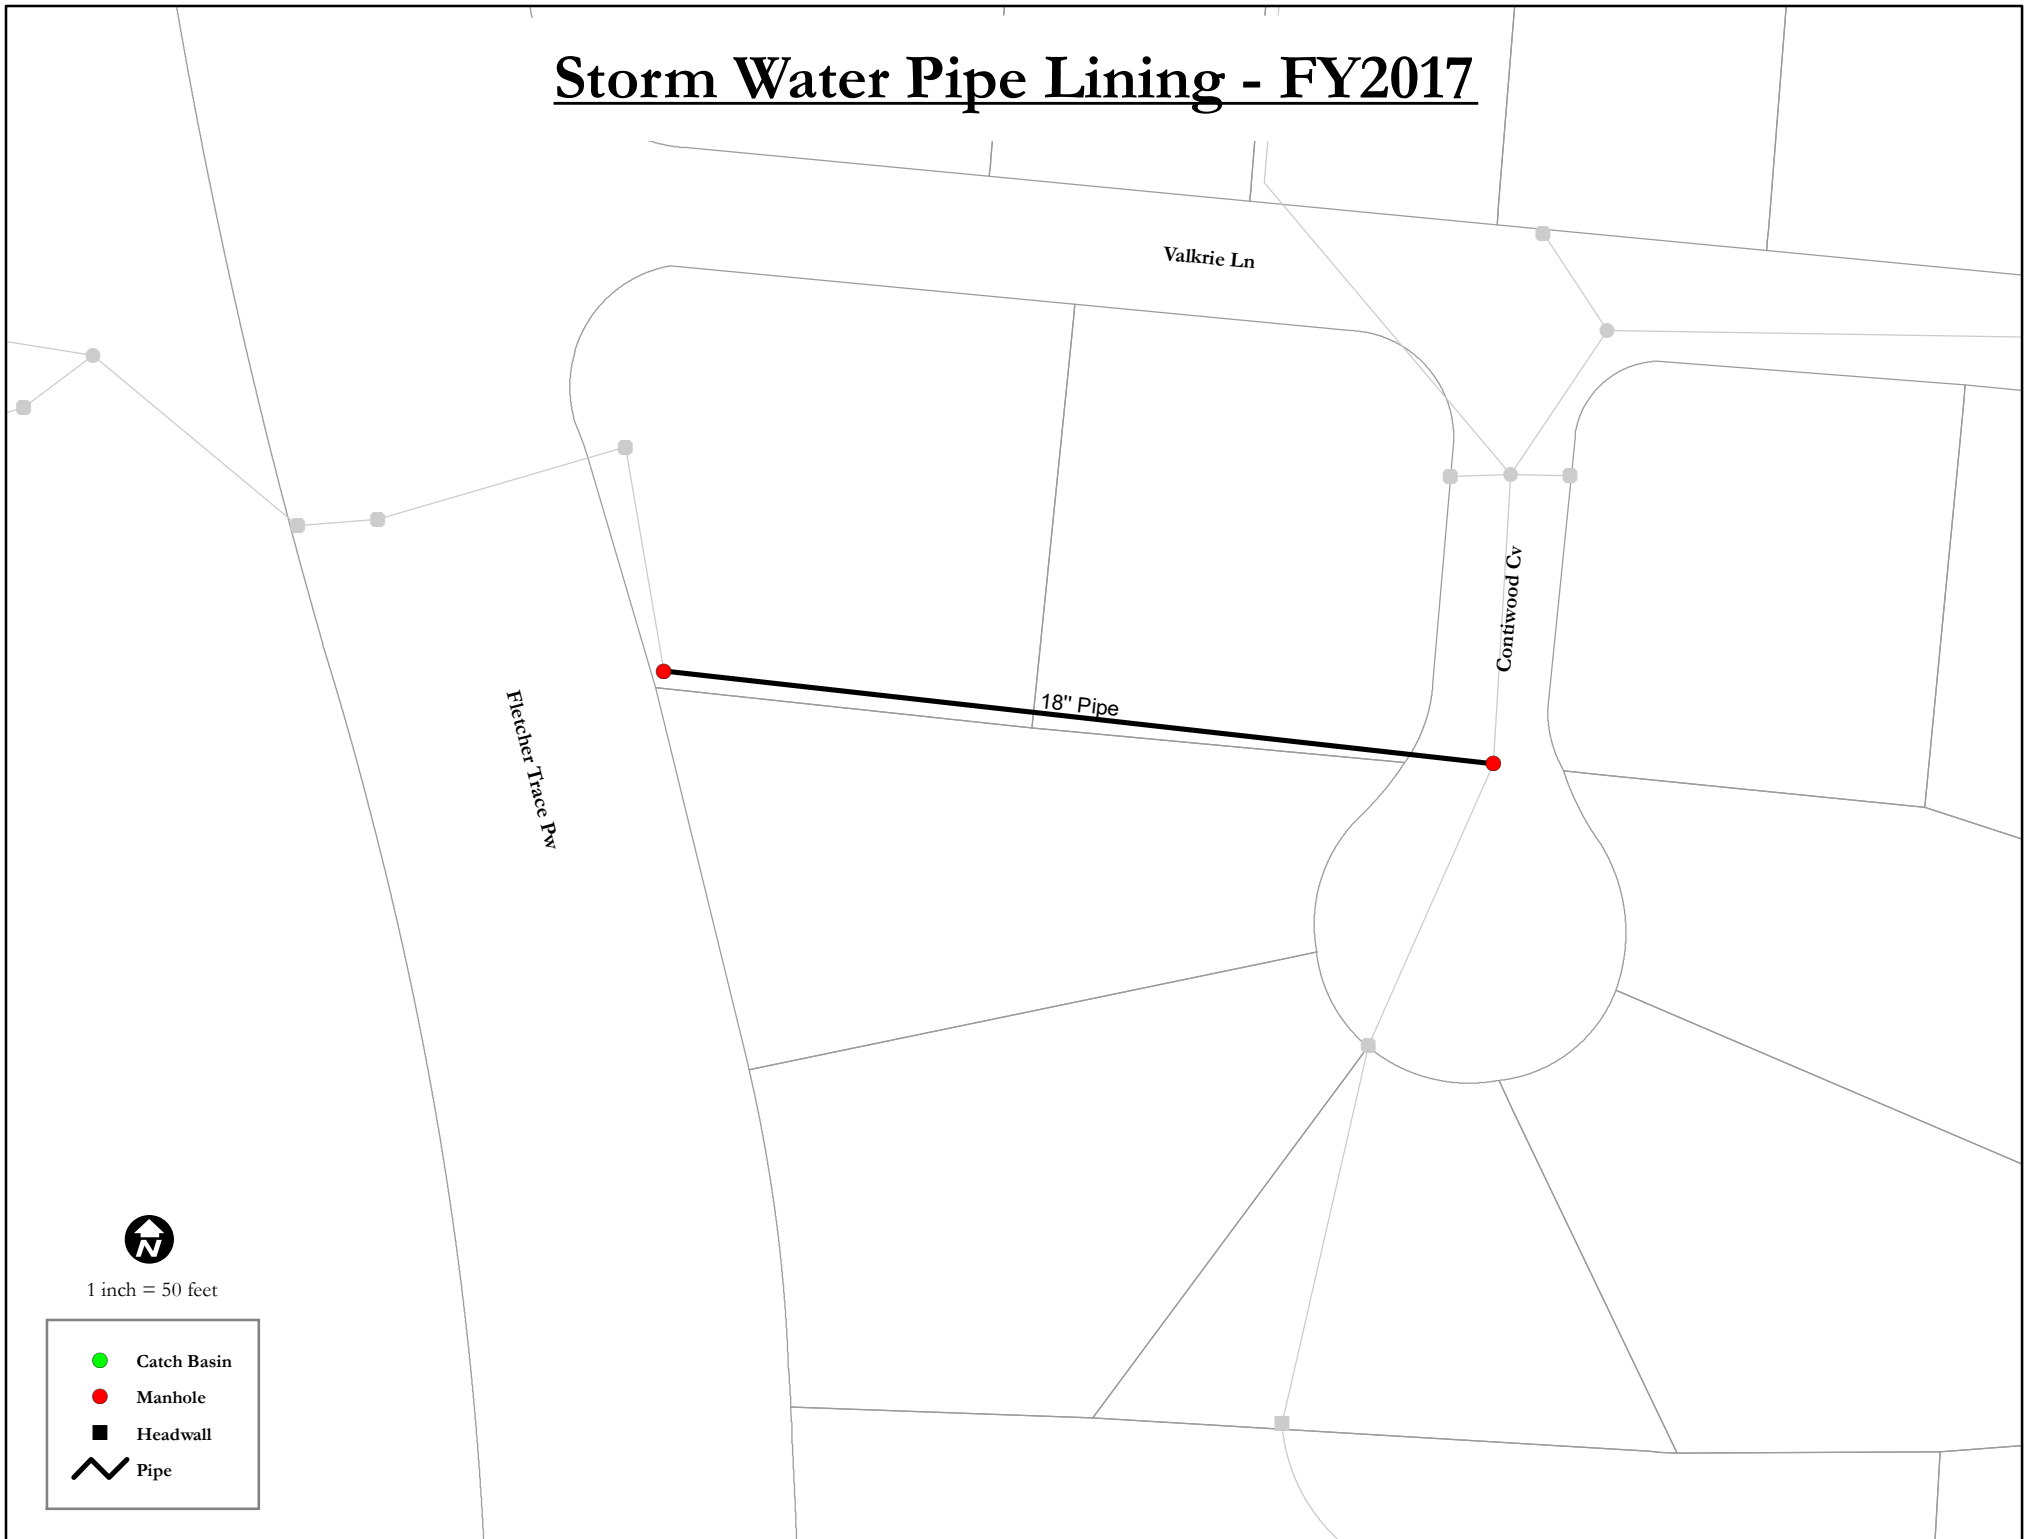 Storm Water Pipe Lining - FY2017
Valkrie Ln
Contiwood Cv
18" Pipe
Fletcher Trace Pw
N
1 inch = 50 feet
Catch Basin
Manhole
Headwall
Pipe